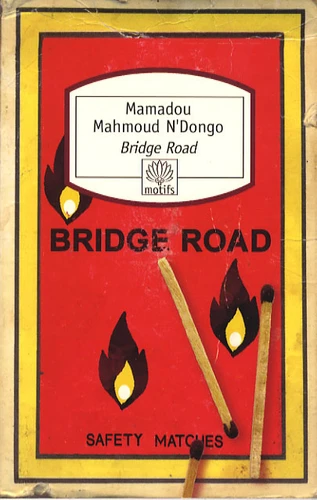 Mamadou
Mahmoud N'Dongo
Bridge Road
motifs
BRIDGE ROAD
SAFETY MATCHES